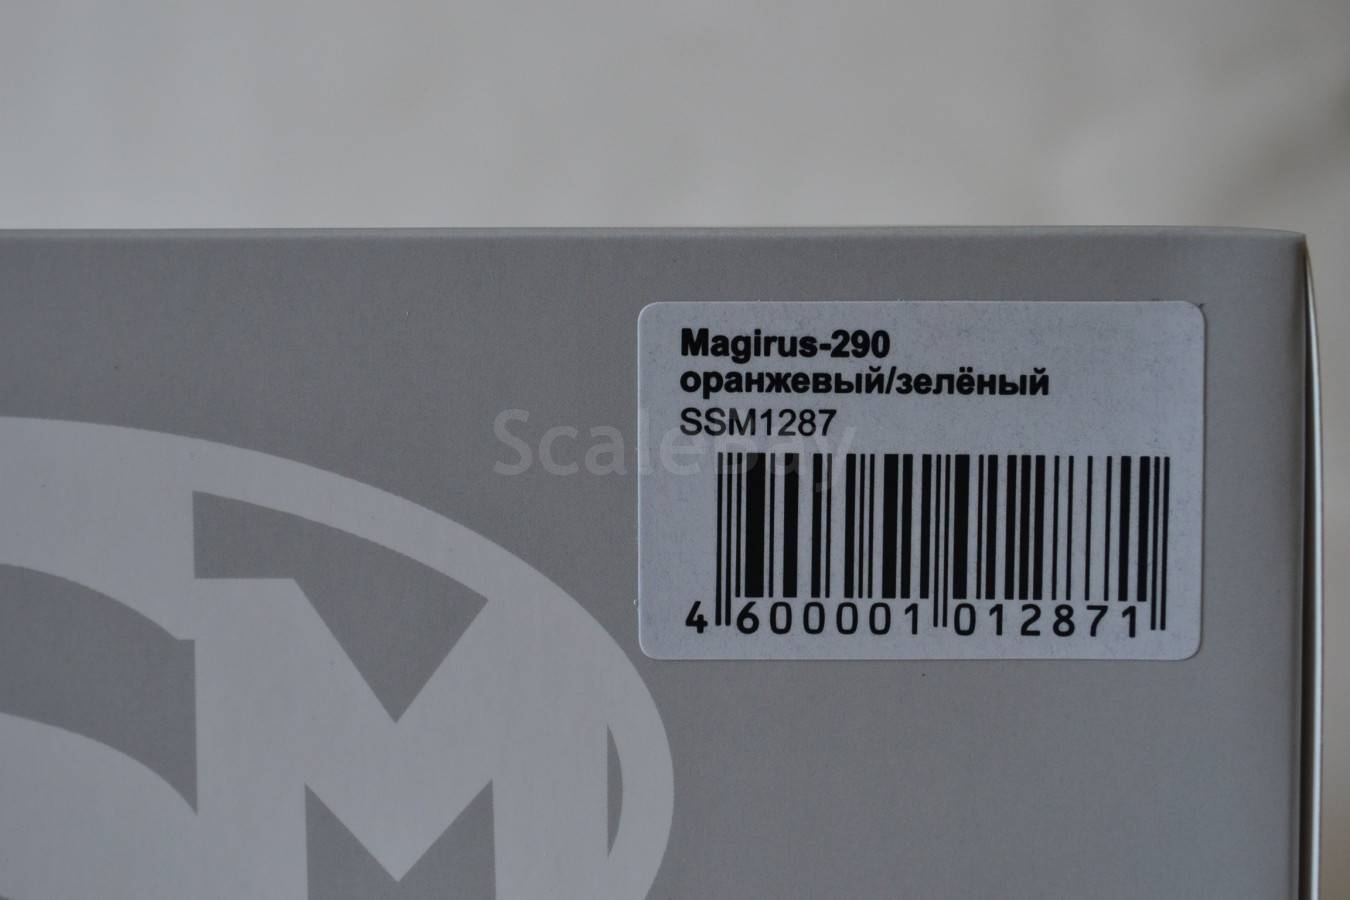 Magirus-290
оранжевый/зелёный
SSM1287
ScaleBay
4 600001 012871
M